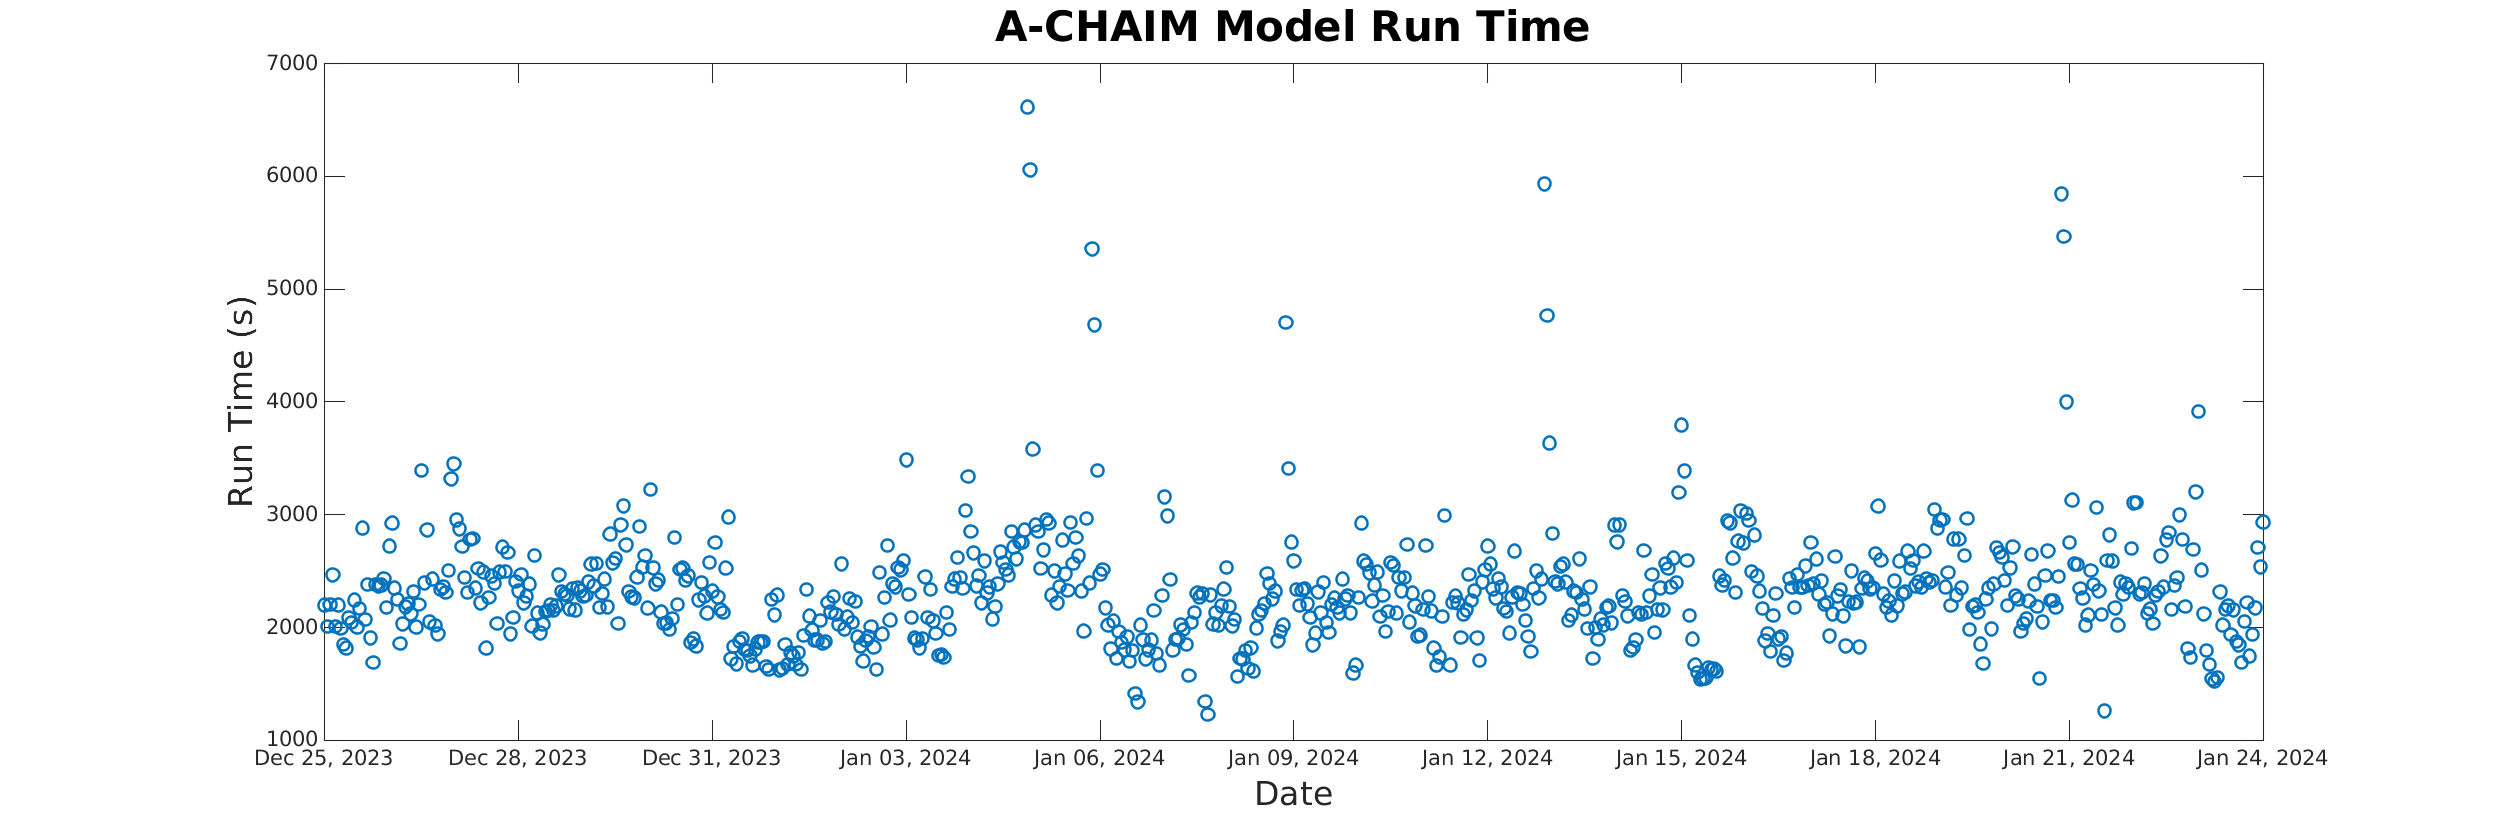 A-CHAIM Model Run Time
7000
6000
5000
4000
3000
2000
1000
Run Time (s)
Dec 25, 2023 Dec 28, 2023 Dec 31, 2023 Jan 03, 2024 Jan 06, 2024 Jan 09, 2024 Jan 12, 2024 Jan 15, 2024 Jan 18, 2024 Jan 21, 2024 Jan 24, 2024
Date